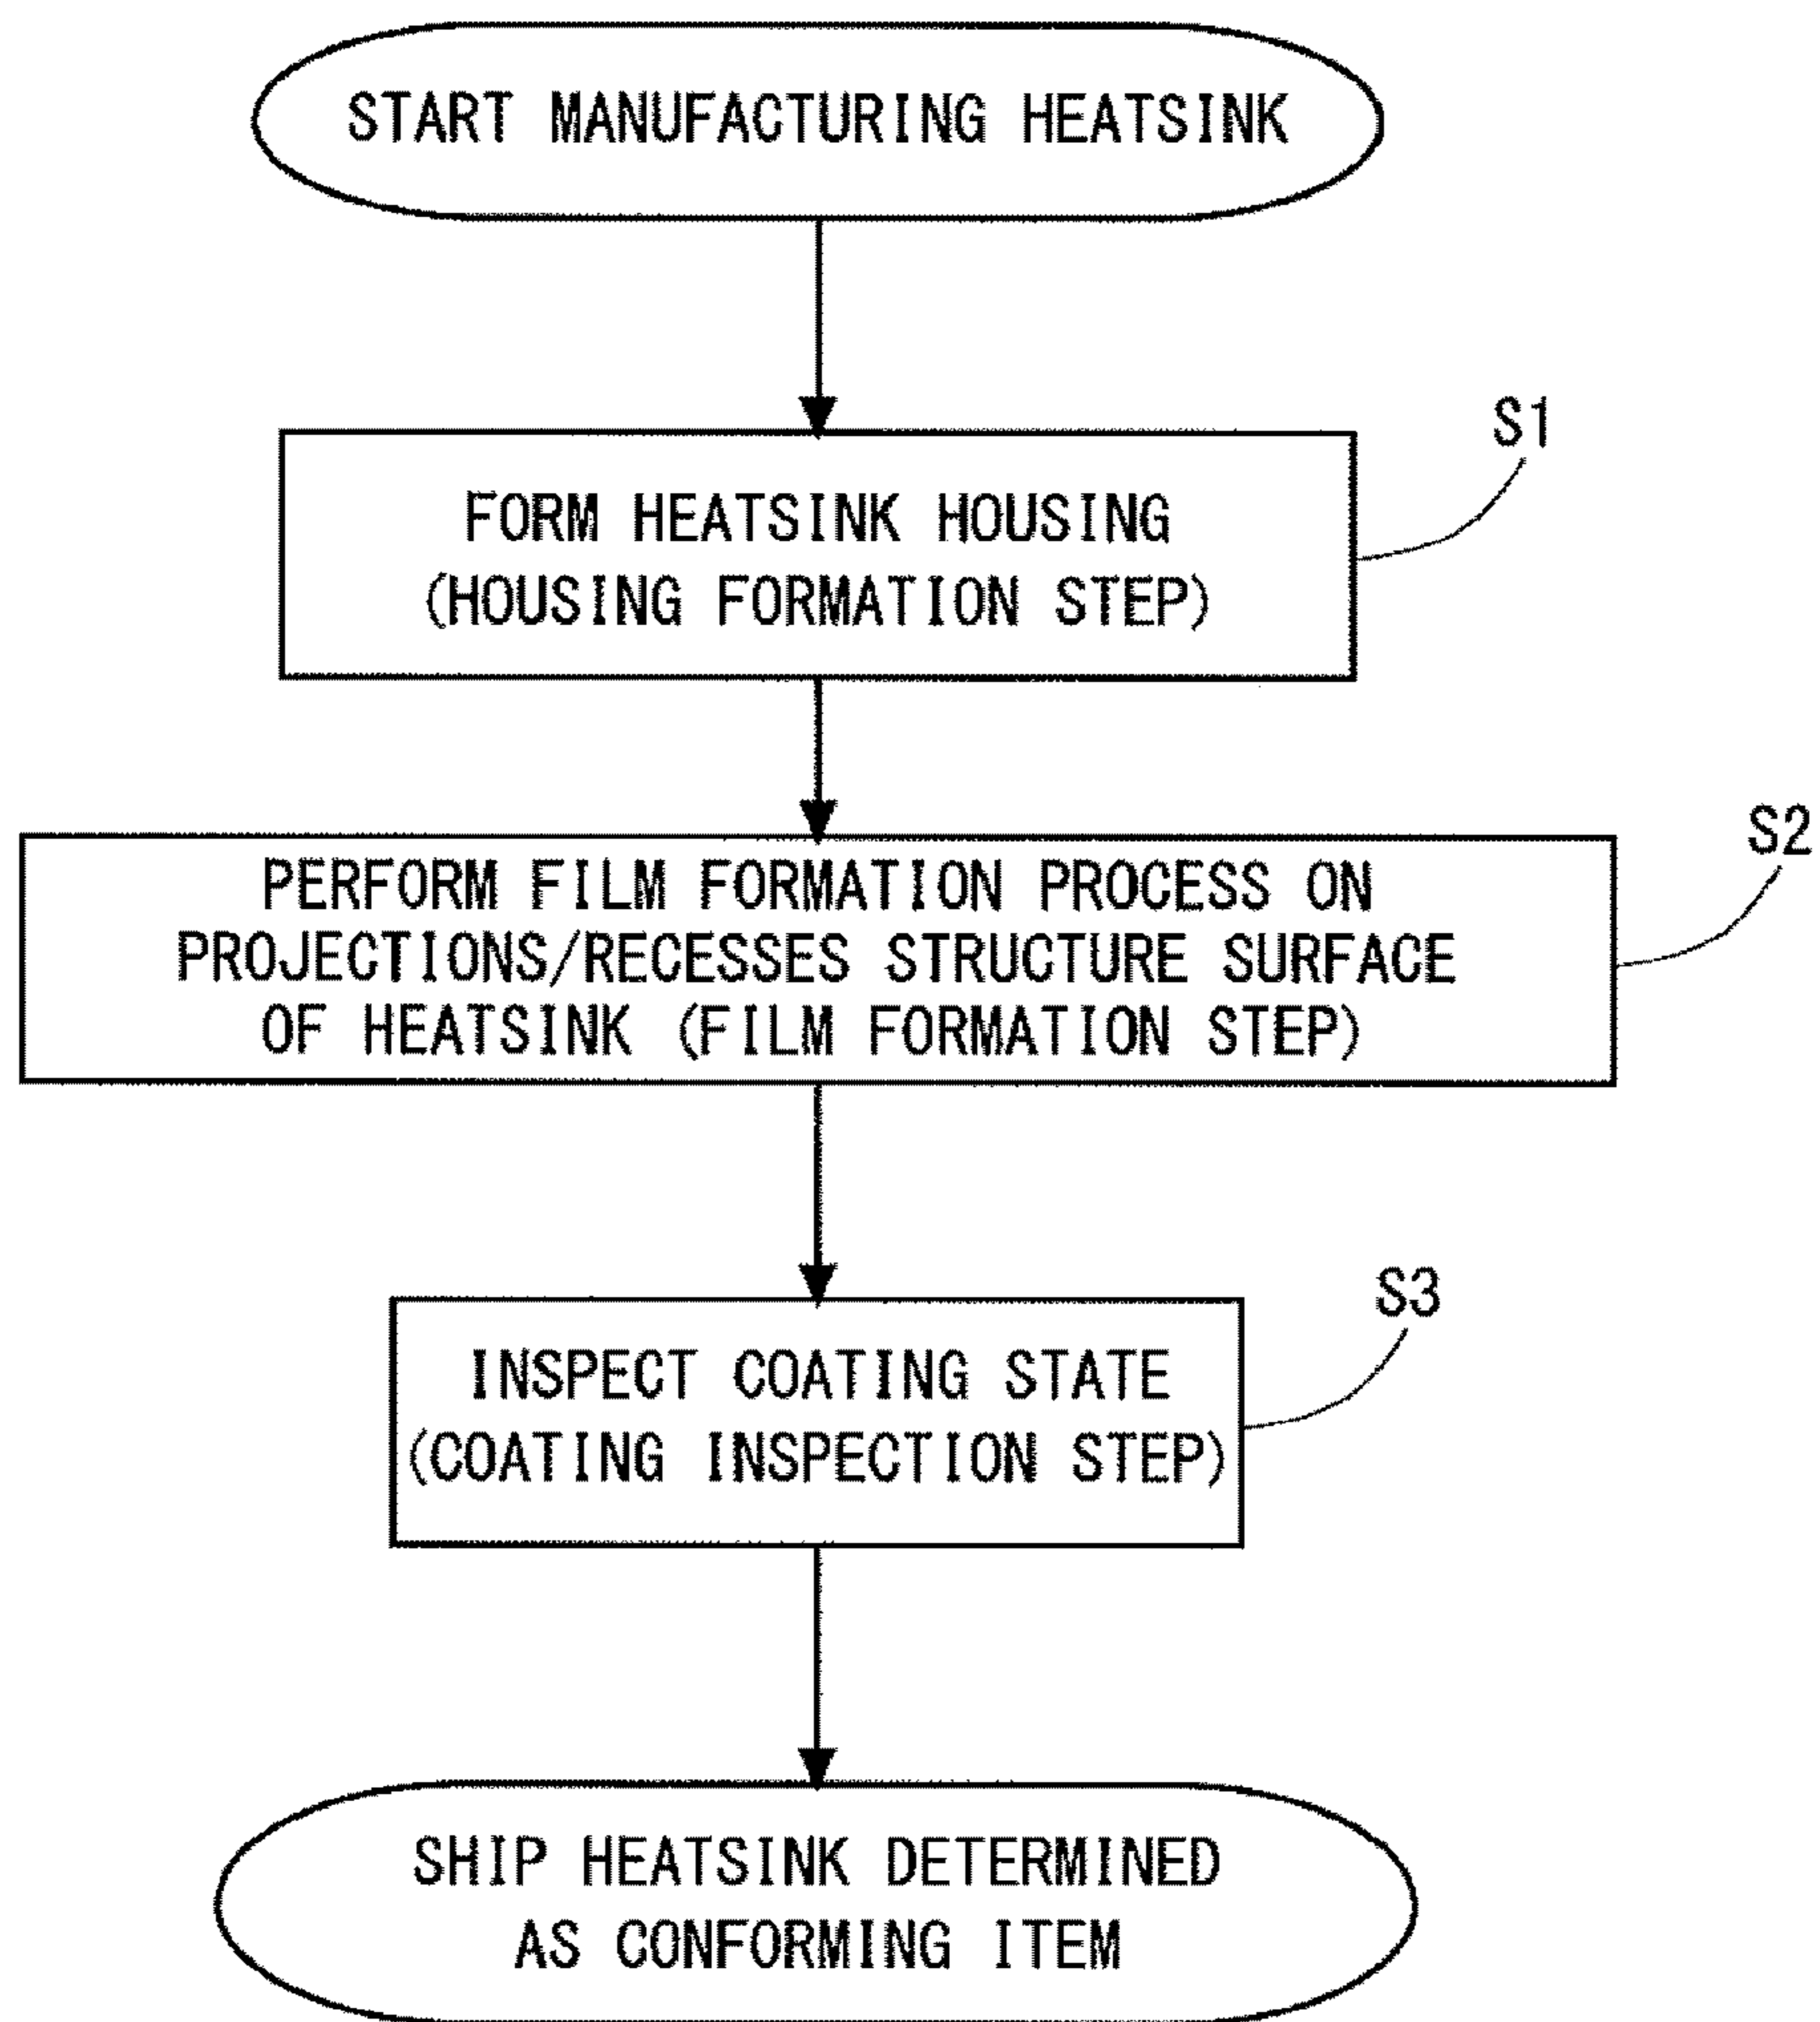 START MANUFACTURING HEATSINK
S1
FORM HEATSINK HOUSING
(HOUSING FORMATION STEP)
S2
PERFORM FILM FORMATION PROCESS ON
PROJECTIONS/RECESSES STRUCTURE SURFACE
OF HEATSINK (FILM FORMATION STEP)
S3
INSPECT COATING STATE
(COATING INSPECTION STEP)
SHIP HEATSINK DETERMINED
AS CONFORMING ITEM